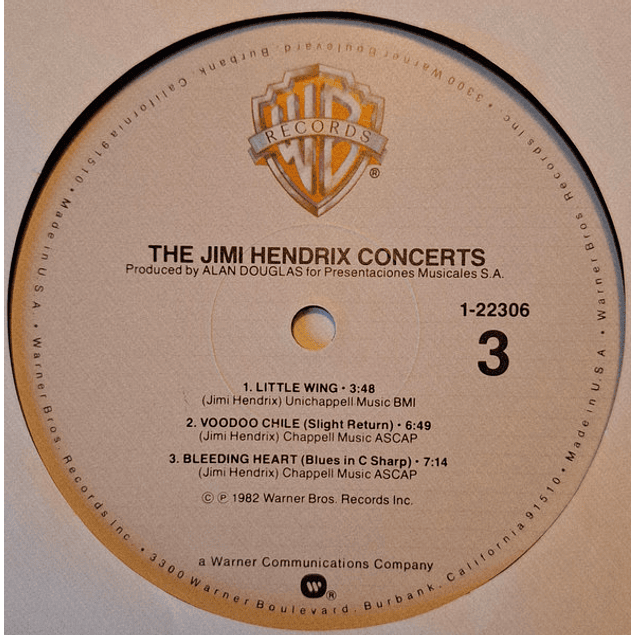 Warner Bros. Records Inc. • 3300 Warner Boulevard, Burbank, California 91510 • Made in U.S.A. • Warner Bros. Records Inc. • 3300 Warner Boulevard, Burbank, California 91510 • Made in U.S.A. •
WB
RECORDS
®
THE JIMI HENDRIX CONCERTS
Produced by ALAN DOUGLAS for Presentaciones Musicales S.A.
1-22306
3
1. LITTLE WING • 3:48
(Jimi Hendrix) Unichappell Music BMI
2. VOODOO CHILE (Slight Return) • 6:49
(Jimi Hendrix) Chappell Music ASCAP
3. BLEEDING HEART (Blues in C Sharp) • 7:14
(Jimi Hendrix) Chappell Music ASCAP
© ℗ 1982 Warner Bros. Records Inc.
a Warner Communications Company
W ®